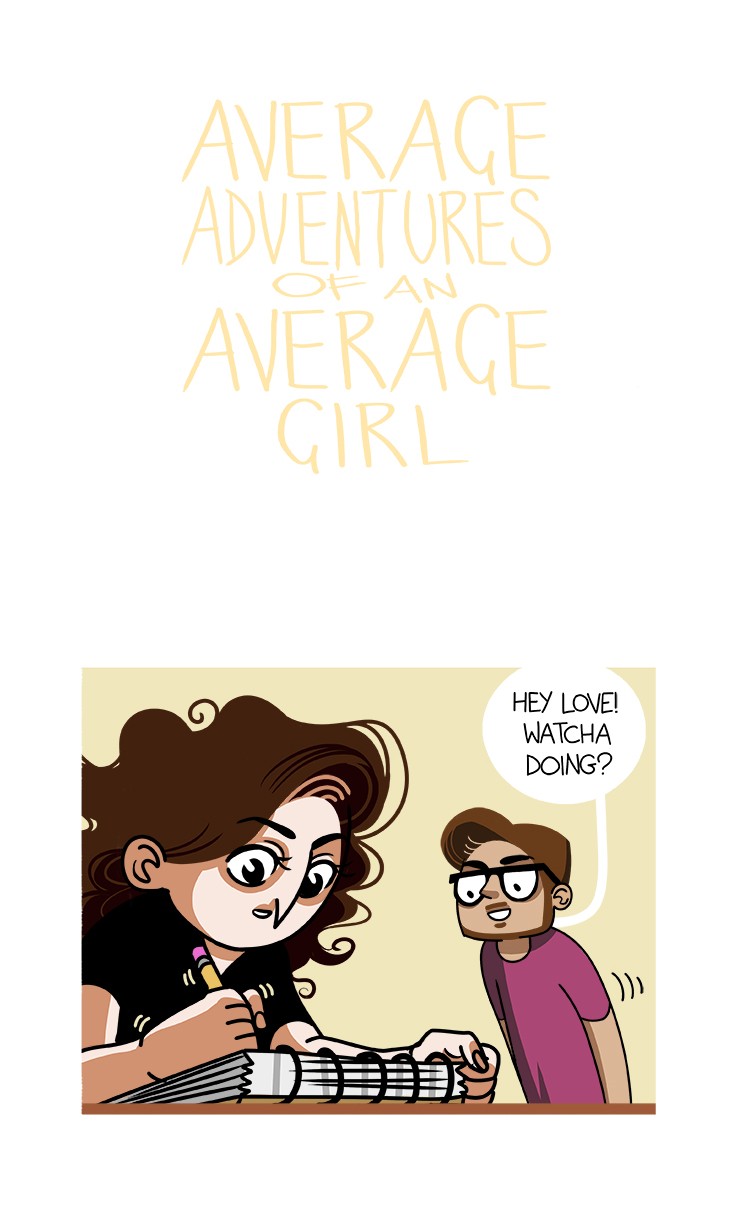 AVERAGE
ADVENTURES
OF AN
AVERAGE
GIRL
HEY LOVE!
WATCHA
DOING?